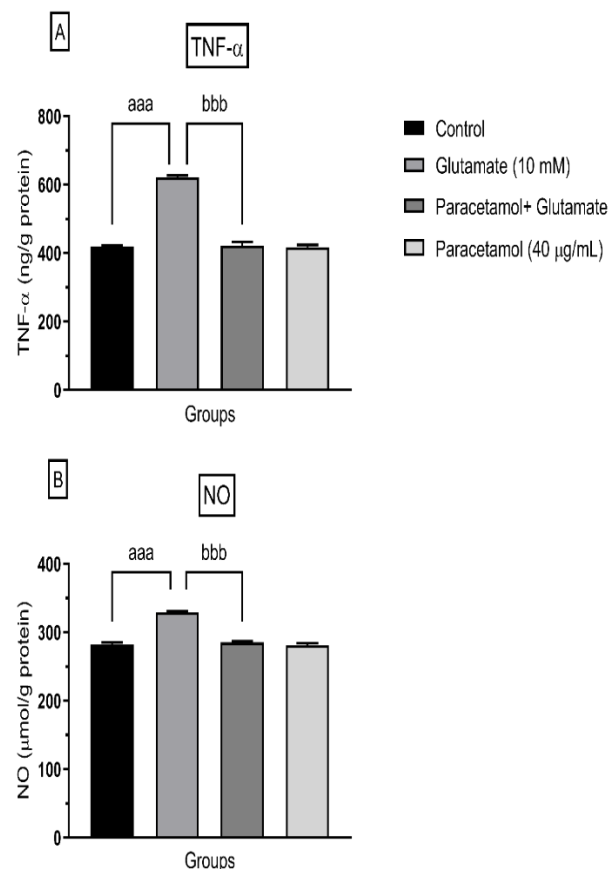 A
TNF-α
aaa
bbb
800
600
400
200
0
TNF-α (ng/g protein)
Groups
Control
Glutamate (10 mM)
Paracetamol+ Glutamate
Paracetamol (40 μg/mL)
B
NO
aaa
bbb
400
300
200
100
0
NO (μmol/g protein)
Groups